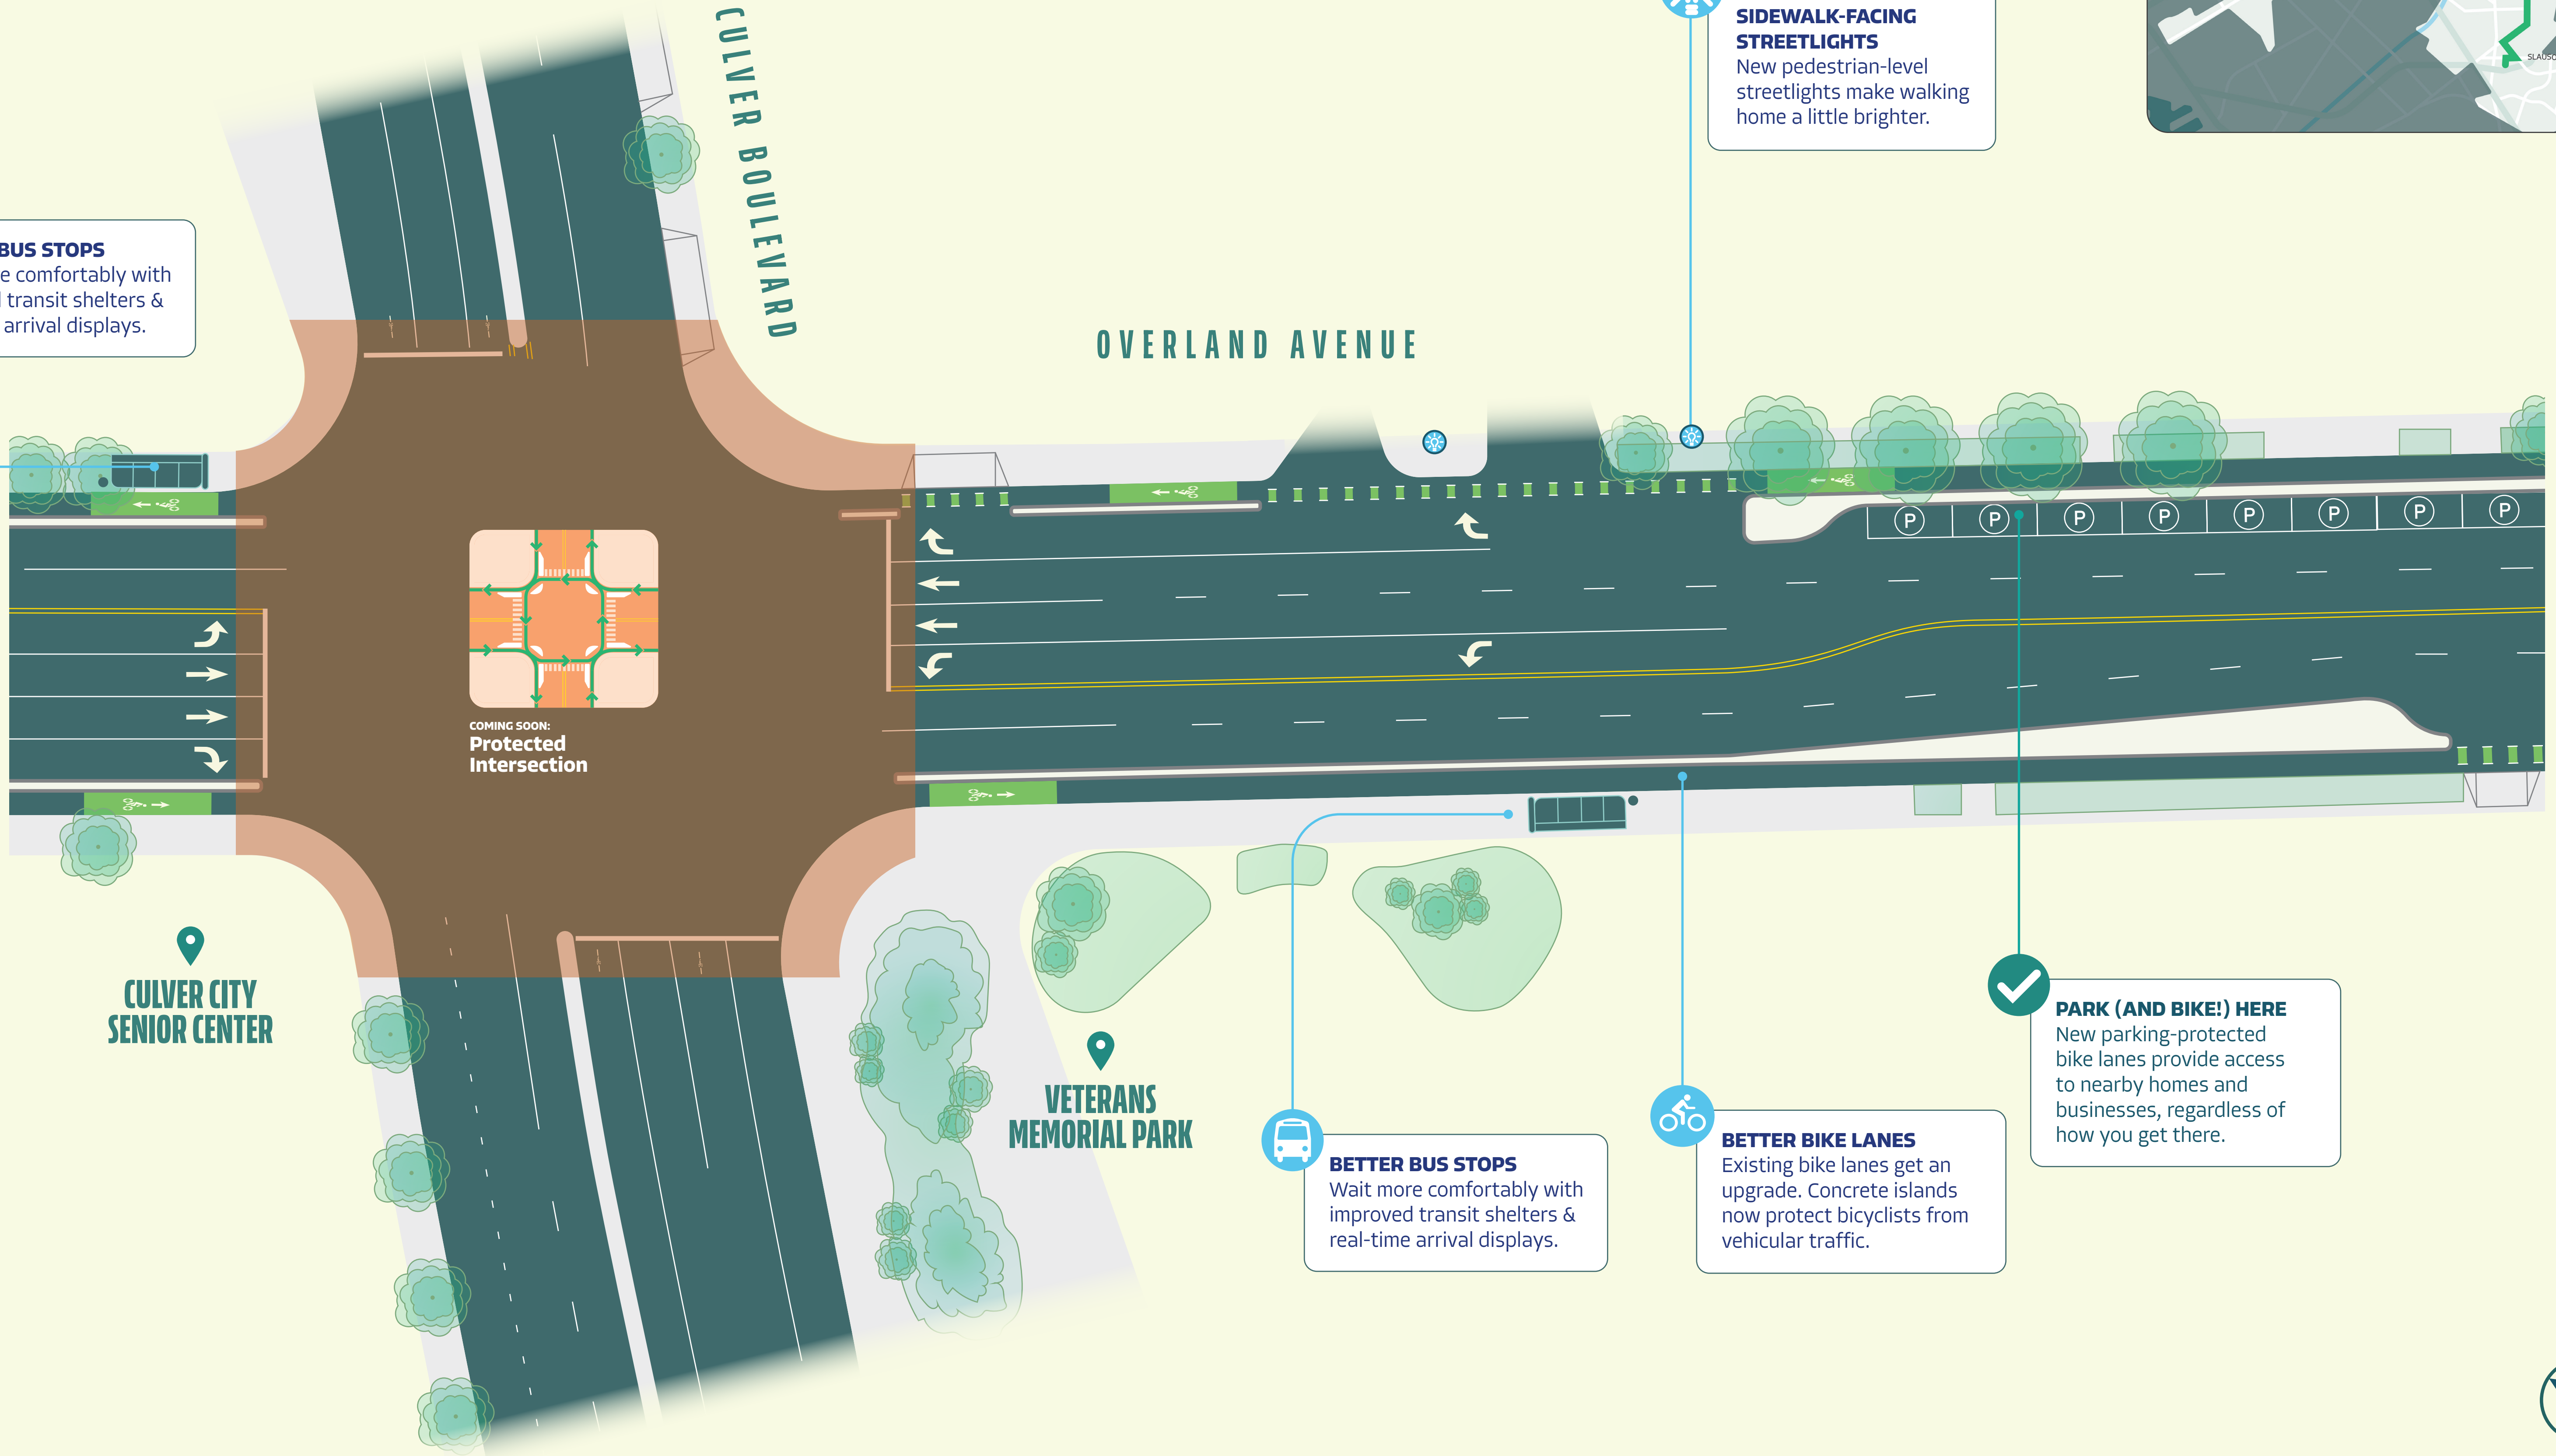 CULVER BOULEVARD
SIDEWALK-FACING
STREETLIGHTS
New pedestrian-level
streetlights make walking
home a little brighter.
BUS STOPS
comfortably with
transit shelters &
arrival displays.
OVERLAND AVENUE
P
P
P
P
P
P
P
P
COMING SOON:
Protected
Intersection
CULVER CITY
SENIOR CENTER
VETERANS
MEMORIAL PARK
BETTER BUS STOPS
Wait more comfortably with
improved transit shelters &
real-time arrival displays.
BETTER BIKE LANES
Existing bike lanes get an
upgrade. Concrete islands
now protect bicyclists from
vehicular traffic.
PARK (AND BIKE!) HERE
New parking-protected
bike lanes provide access
to nearby homes and
businesses, regardless of
how you get there.